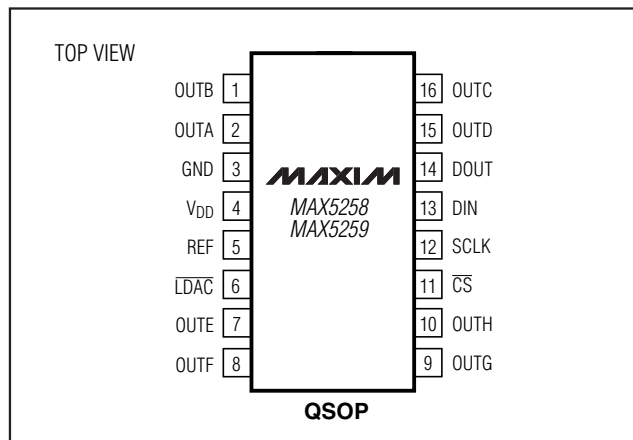 TOP VIEW
OUTB 1
OUTA 2
GND 3
VDD 4
REF 5
LDAC 6
OUTE 7
OUTF 8
MAXIM
MAX5258
MAX5259
16 OUTC
15 OUTD
14 DOUT
13 DIN
12 SCLK
11 CS
10 OUTH
9 OUTG
QSOP